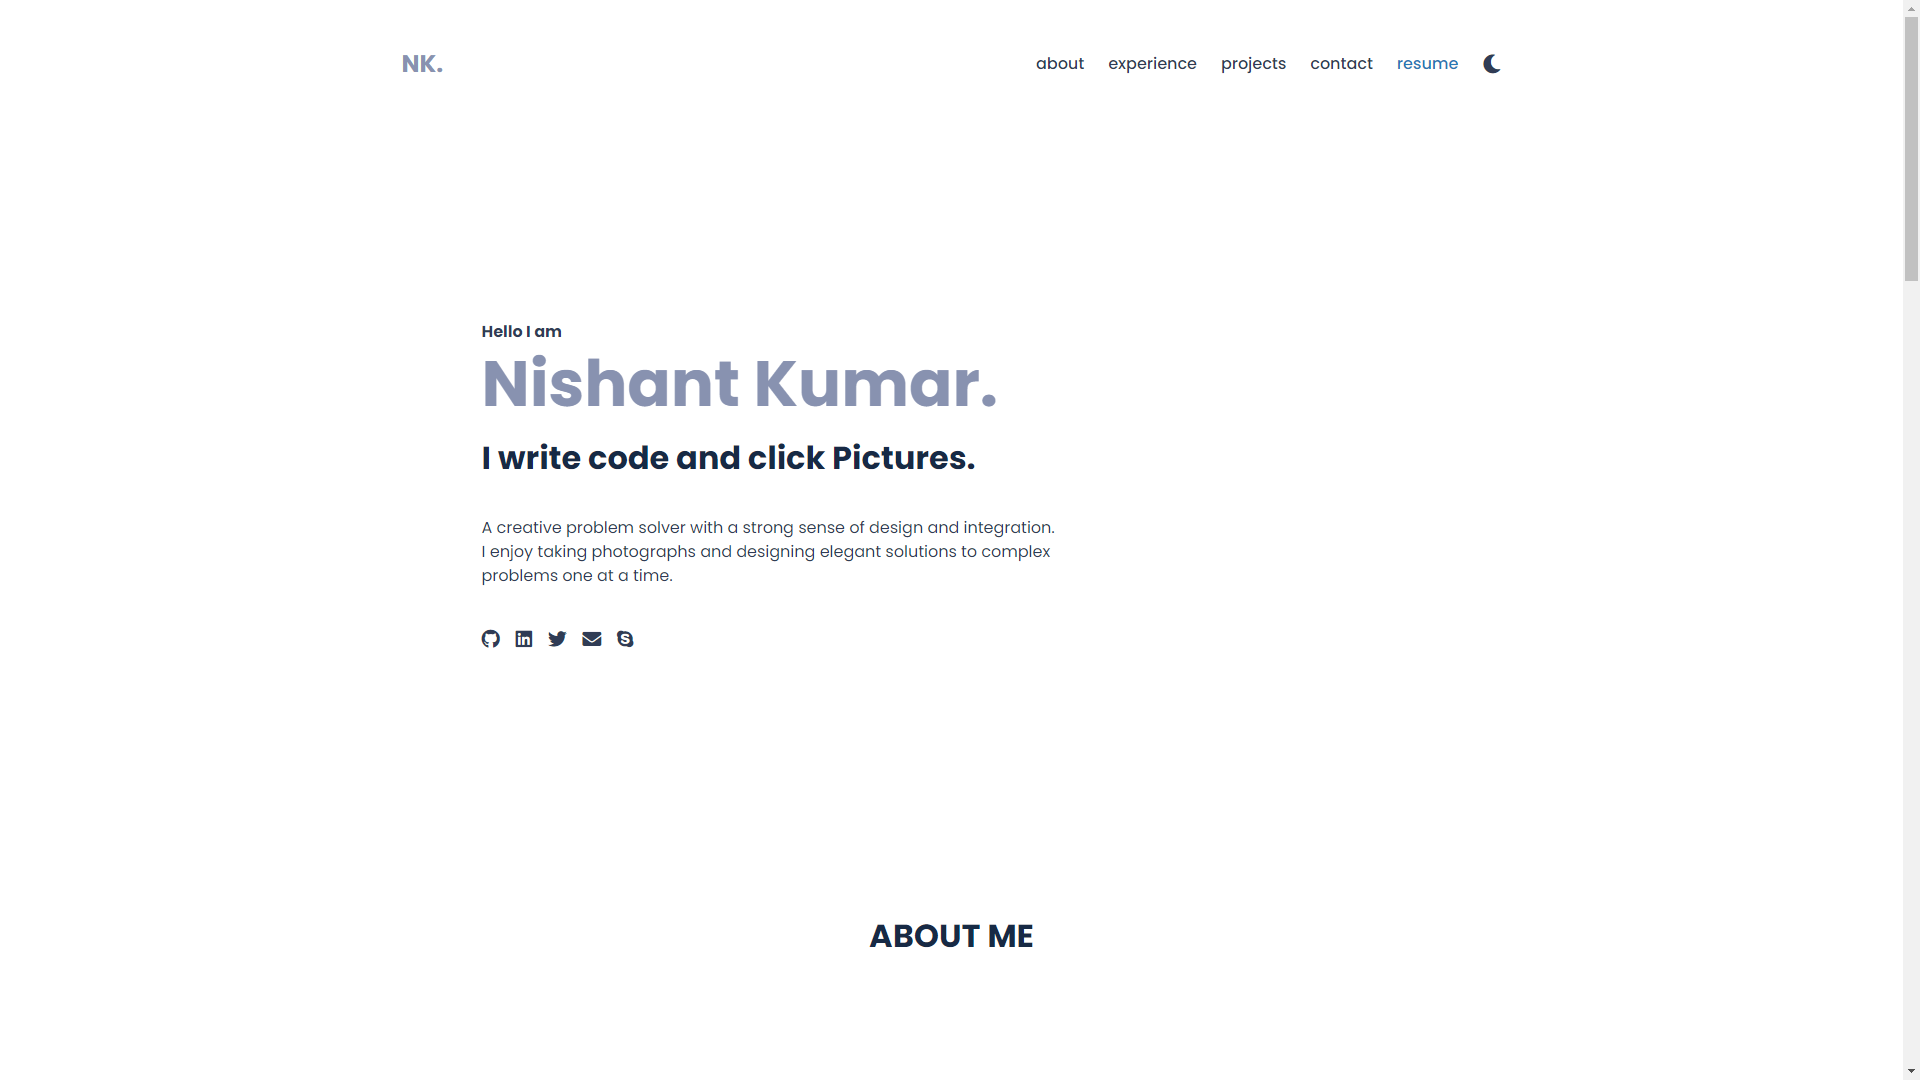 NK.
about experience projects contact resume
Hello I am
Nishant Kumar.
I write code and click Pictures.
A creative problem solver with a strong sense of design and integration.
I enjoy taking photographs and designing elegant solutions to complex
problems one at a time.
ABOUT ME